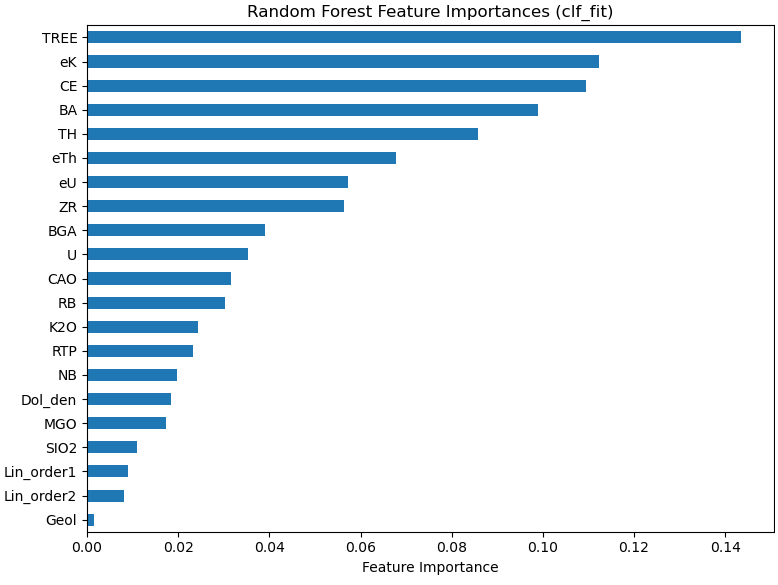 Random Forest Feature Importances (clf_fit)
TREE
eK
CE
BA
TH
eTh
eU
ZR
BGA
U
CAO
RB
K2O
RTP
NB
Dol_den
MGO
SIO2
Lin_order1
Lin_order2
Geol
0.00 0.02 0.04 0.06 0.08 0.10 0.12 0.14
Feature Importance